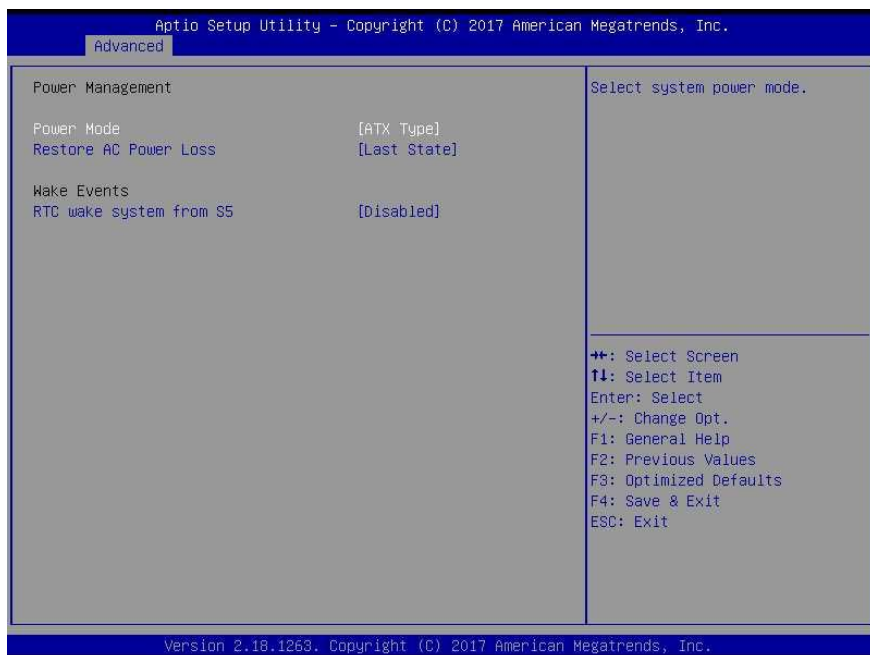 Aptio Setup Utility – Copyright (C) 2017 American Megatrends, Inc.
Advanced
Power Management
Select system power mode.
Power Mode [ATX Type]
Restore AC Power Loss [Last State]
Wake Events
RTC wake system from S5 [Disabled]
→←: Select Screen
↑↓: Select Item
Enter: Select
+/-: Change Opt.
F1: General Help
F2: Previous Values
F3: Optimized Defaults
F4: Save & Exit
ESC: Exit
Version 2.18.1263. Copyright (C) 2017 American Megatrends, Inc.